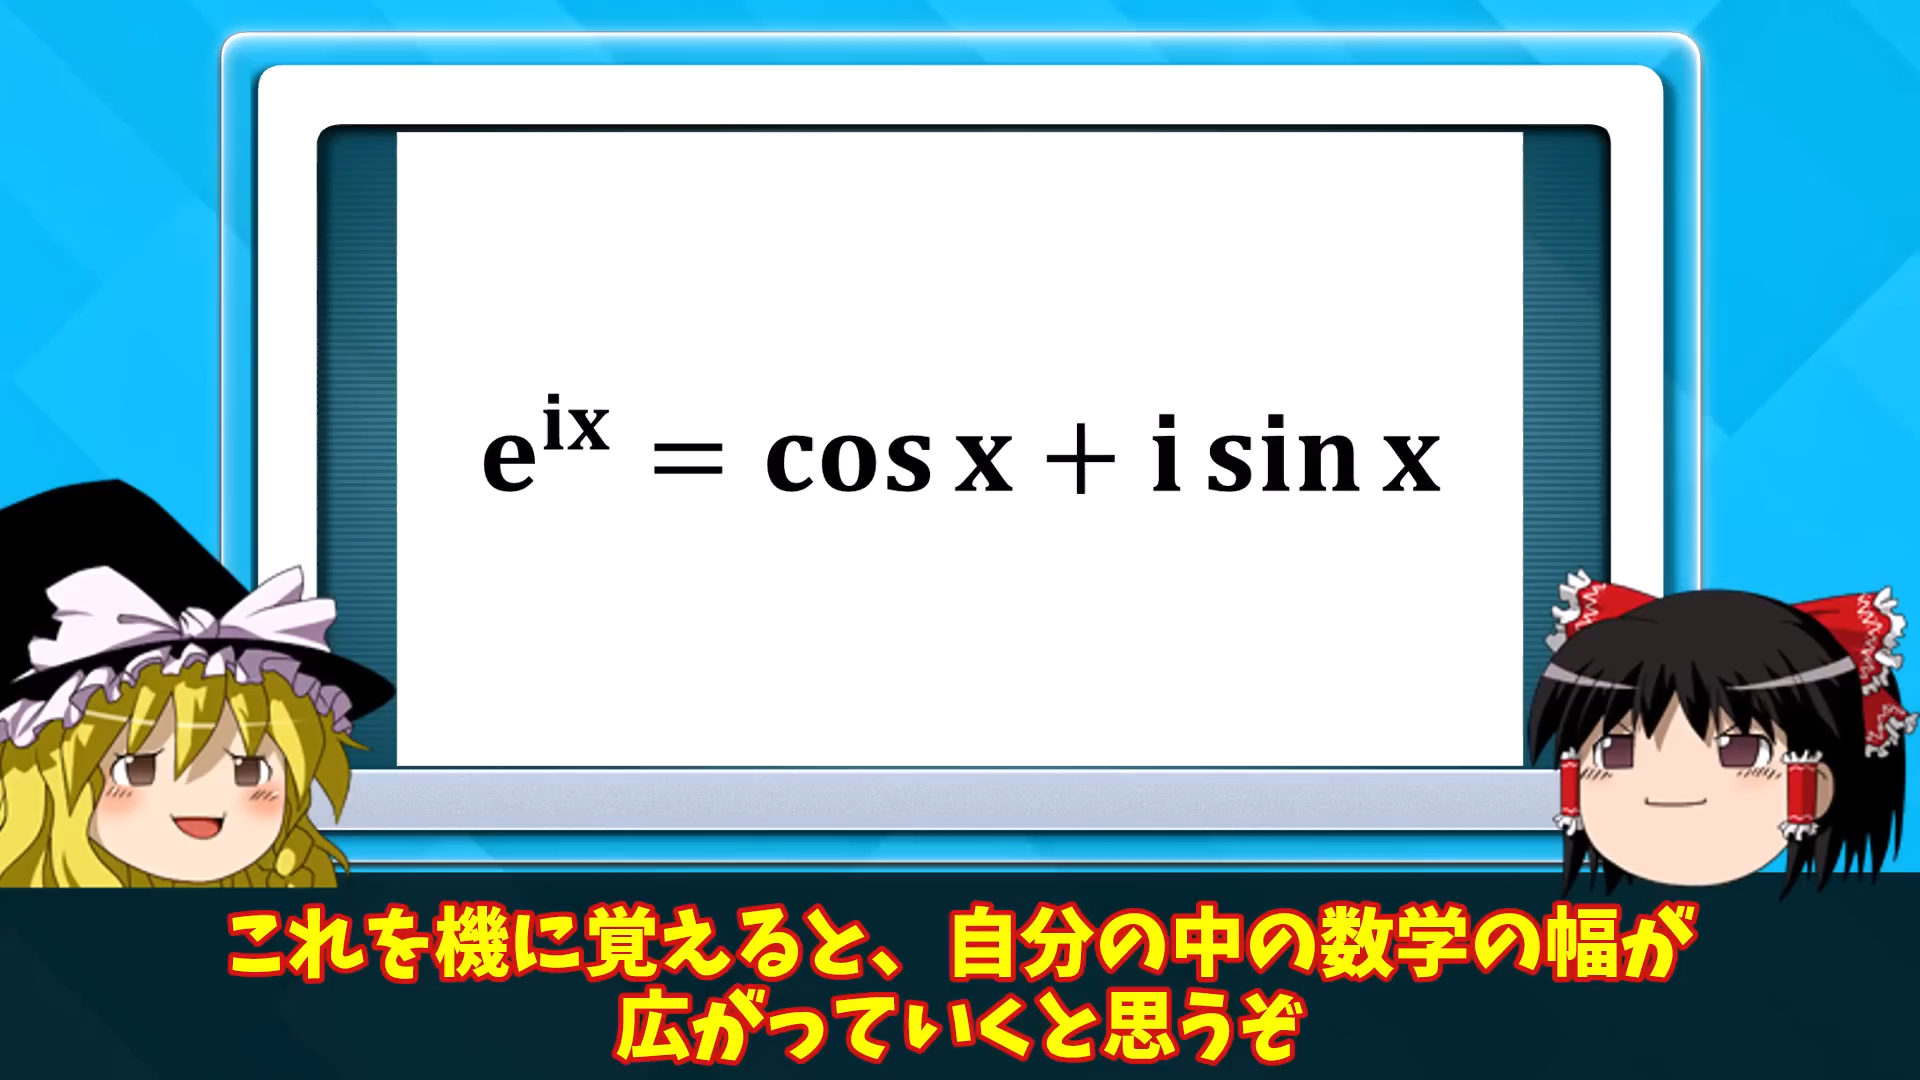 e^{ix} = cos x + i sin x
これを機に覚えると、自分の中の数学の幅が
広がっていくと思うぞ